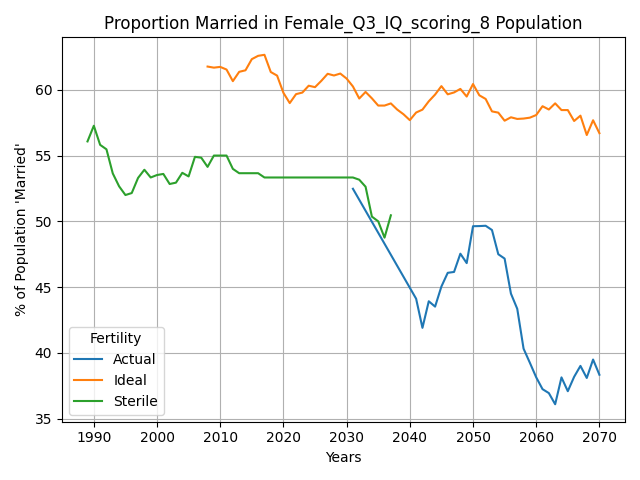 Proportion Married in Female_Q3_IQ_scoring_8 Population
% of Population 'Married'
60
55
50
45
40
35
Fertility
Actual
Ideal
Sterile
1990 2000 2010 2020 2030 2040 2050 2060 2070
Years